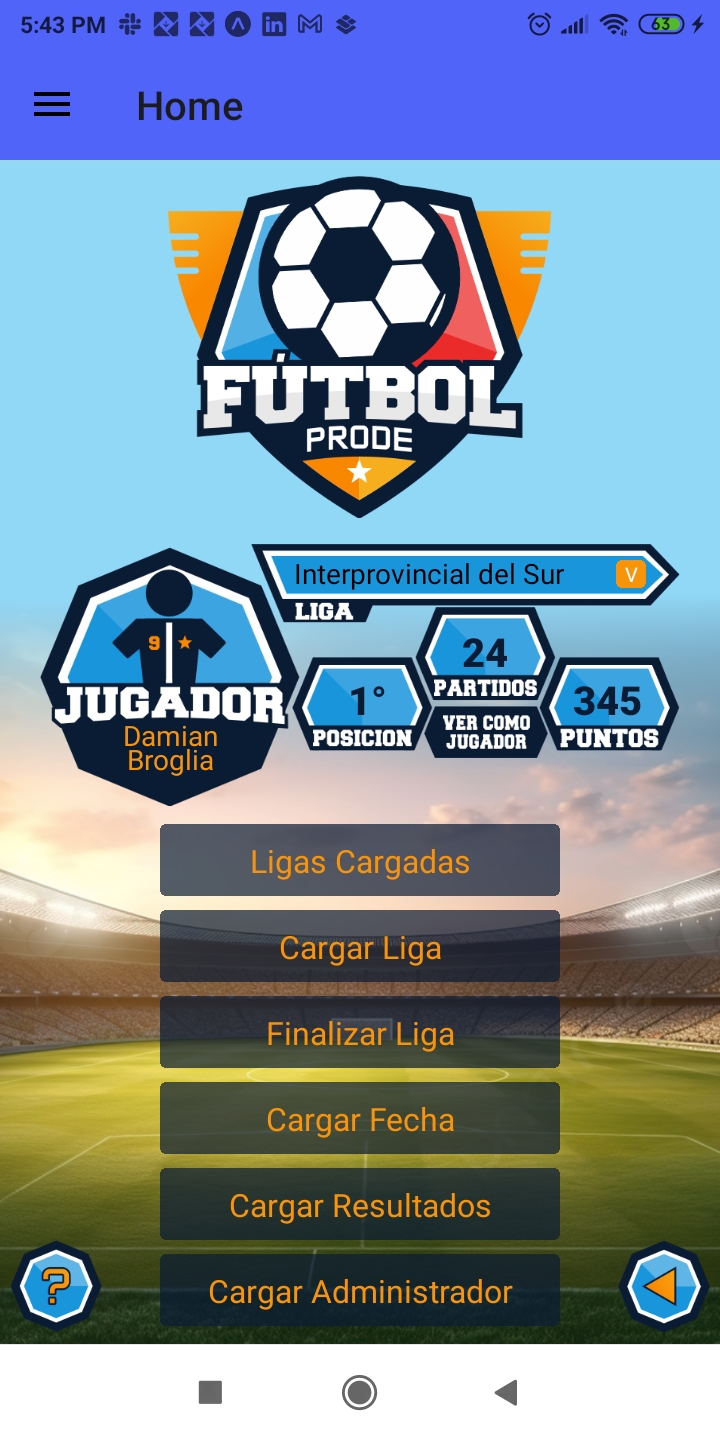 5:43 PM
63
Home
FÚTBOL
PRODE
Interprovincial del Sur
V
LIGA
9
JUGADOR
Damian
Broglia
1°
POSICION
24
PARTIDOS
VER COMO
JUGADOR
345
PUNTOS
Ligas Cargadas
Cargar Liga
Finalizar Liga
Cargar Fecha
Cargar Resultados
?
Cargar Administrador